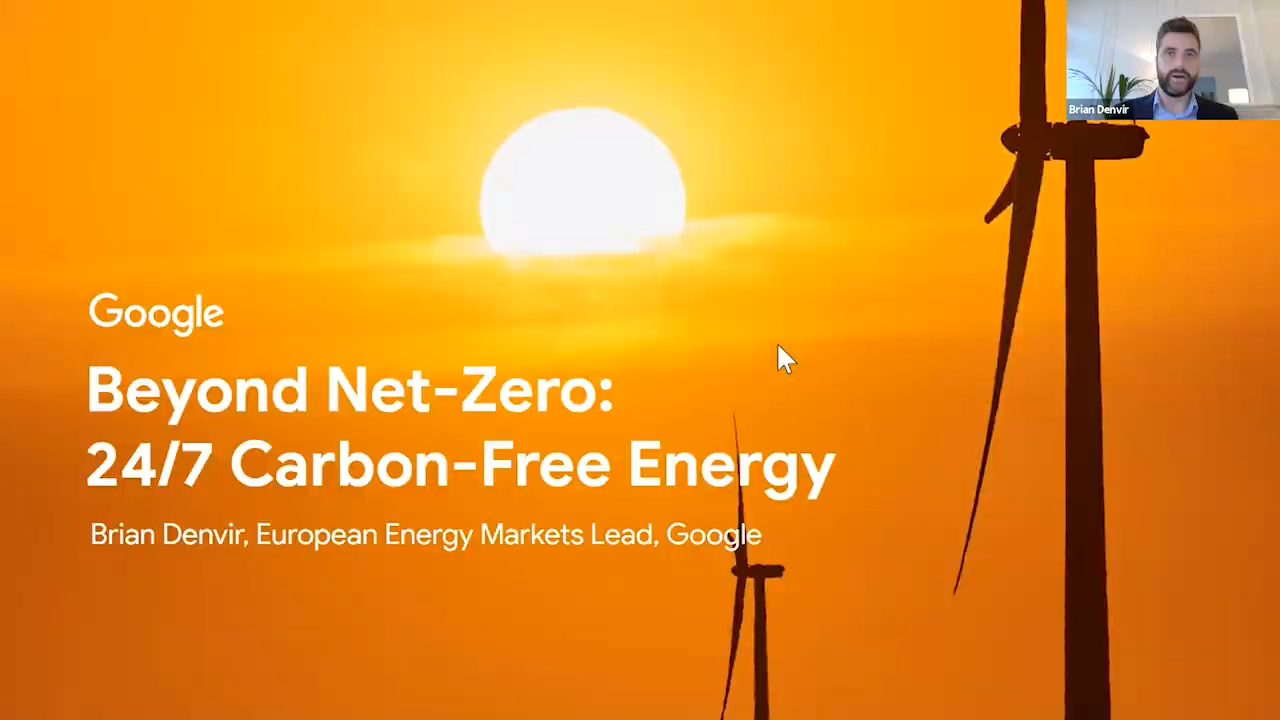 Brian Denvir
Google
Beyond Net-Zero:
24/7 Carbon-Free Energy
Brian Denvir, European Energy Markets Lead, Google